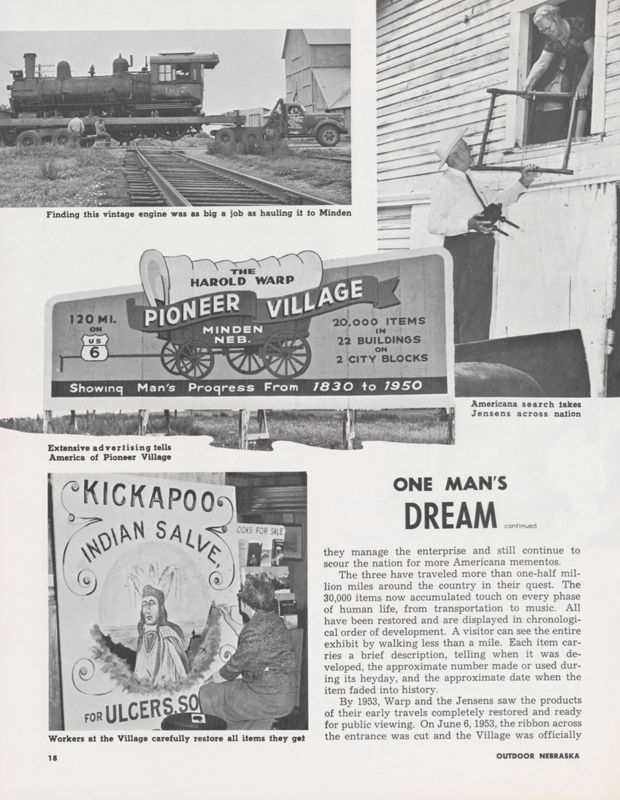 967
Finding this vintage engine was as big a job as hauling it to Minden
THE
HAROLD WARP
PIONEER VILLAGE
MINDEN
NEB.
120 MI.
ON
US
6
20,000 ITEMS
IN
22 BUILDINGS
ON
2 CITY BLOCKS
Showing Man's Progress From 1830 to 1950
Americana search takes
Jensens across nation
Extensive advertising tells
America of Pioneer Village
KICKAPOO
INDIAN SALVE,
FOR ULCERS, SO
OOKS FOR SALE
Workers at the Village carefully restore all items they get
ONE MAN'S
DREAM continued
they manage the enterprise and still continue to
scour the nation for more Americana mementos.
The three have traveled more than one-half mil-
lion miles around the country in their quest. The
30,000 items now accumulated touch on every phase
of human life, from transportation to music. All
have been restored and are displayed in chronologi-
cal order of development. A visitor can see the entire
exhibit by walking less than a mile. Each item car-
ries a brief description, telling when it was de-
veloped, the approximate number made or used dur-
ing its heyday, and the approximate date when the
item faded into history.
By 1953, Warp and the Jensens saw the products
of their early travels completely restored and ready
for public viewing. On June 6, 1953, the ribbon across
the entrance was cut and the Village was officially
18
OUTDOOR NEBRASKA